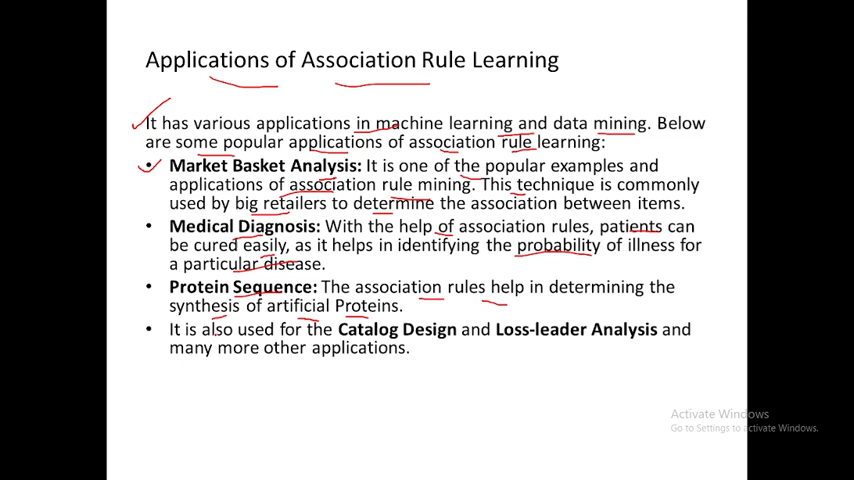 Applications of Association Rule Learning
It has various applications in machine learning and data mining. Below
are some popular applications of association rule learning:
• Market Basket Analysis: It is one of the popular examples and
applications of association rule mining. This technique is commonly
used by big retailers to determine the association between items.
• Medical Diagnosis: With the help of association rules, patients can
be cured easily, as it helps in identifying the probability of illness for
a particular disease.
• Protein Sequence: The association rules help in determining the
synthesis of artificial Proteins.
• It is also used for the Catalog Design and Loss-leader Analysis and
many more other applications.
Activate Windows
Go to Settings to activate Windows.